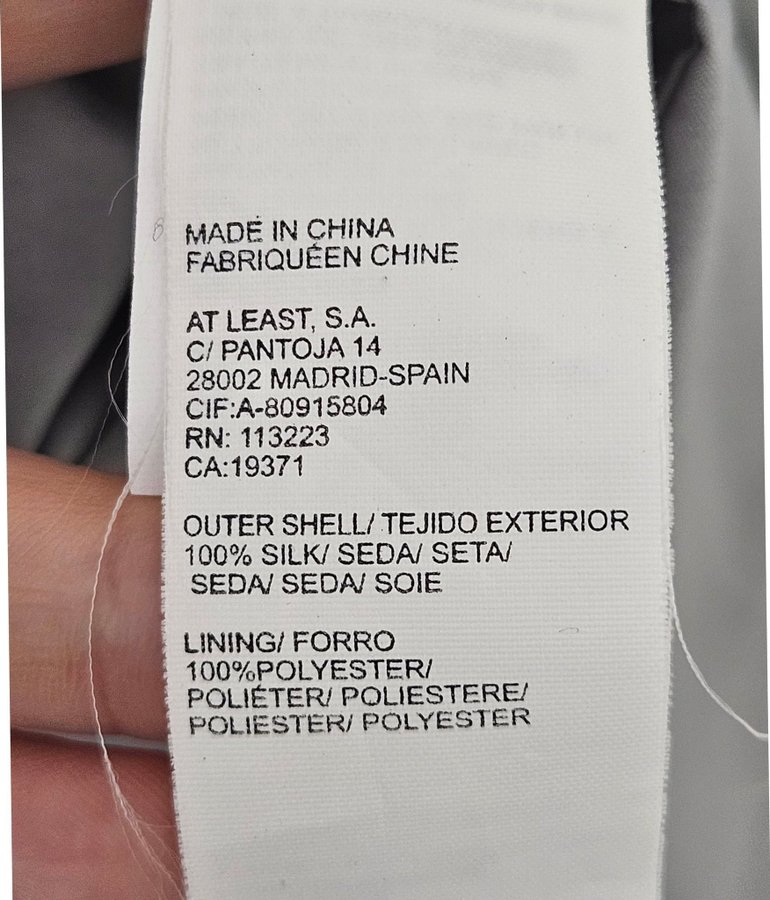 MADE IN CHINA
FABRIQUÉEN CHINE
AT LEAST, S.A.
C/ PANTOJA 14
28002 MADRID-SPAIN
CIF:A-80915804
RN: 113223
CA:19371
OUTER SHELL/ TEJIDO EXTERIOR
100% SILK/ SEDA/ SETA/
SEDA/ SEDA/ SOIE
LINING/ FORRO
100%POLYESTER/
POLIÉTER/ POLIESTERE/
POLIESTER/ POLYESTER